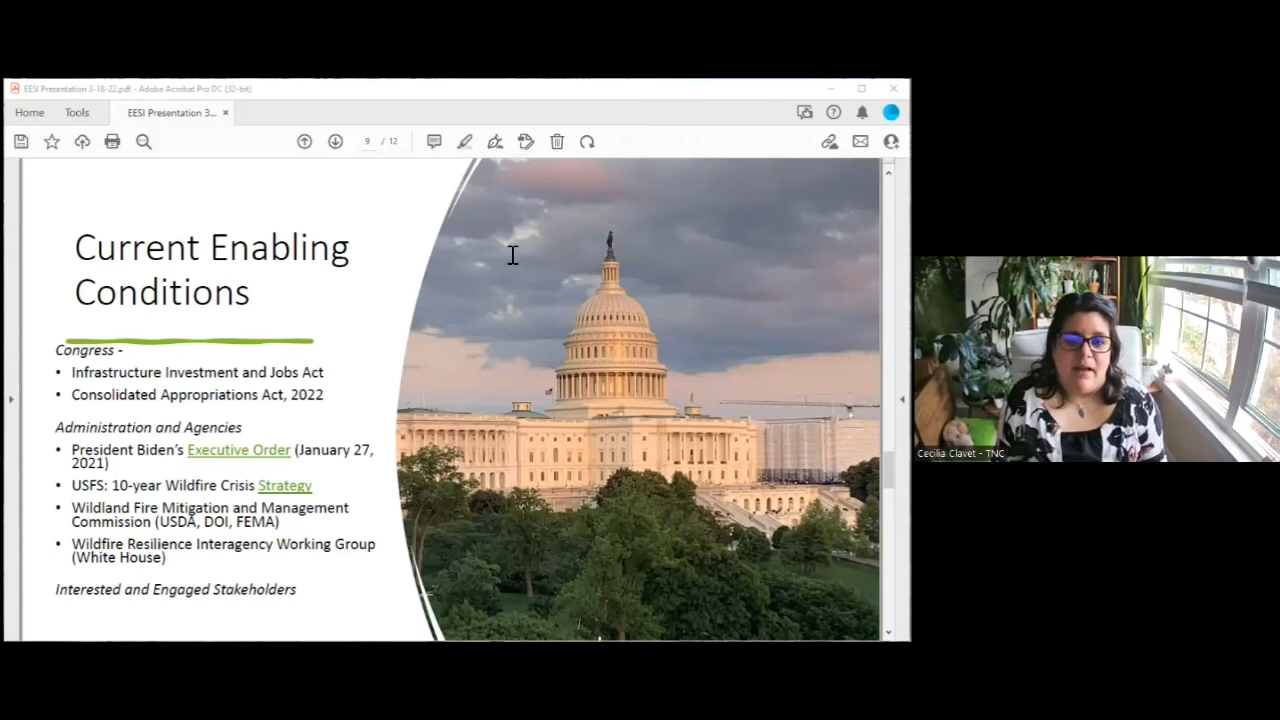 EESI Presentation 3-18-22.pdf - Adobe Acrobat Pro DC (32-bit)
Home Tools EESI Presentation 3... ×
9 / 12
Current Enabling
Conditions
Congress -
• Infrastructure Investment and Jobs Act
• Consolidated Appropriations Act, 2022
Administration and Agencies
• President Biden's Executive Order (January 27,
2021)
• USFS: 10-year Wildfire Crisis Strategy
• Wildland Fire Mitigation and Management
Commission (USDA, DOI, FEMA)
• Wildfire Resilience Interagency Working Group
(White House)
Interested and Engaged Stakeholders
Cecilia Clavet - TNC